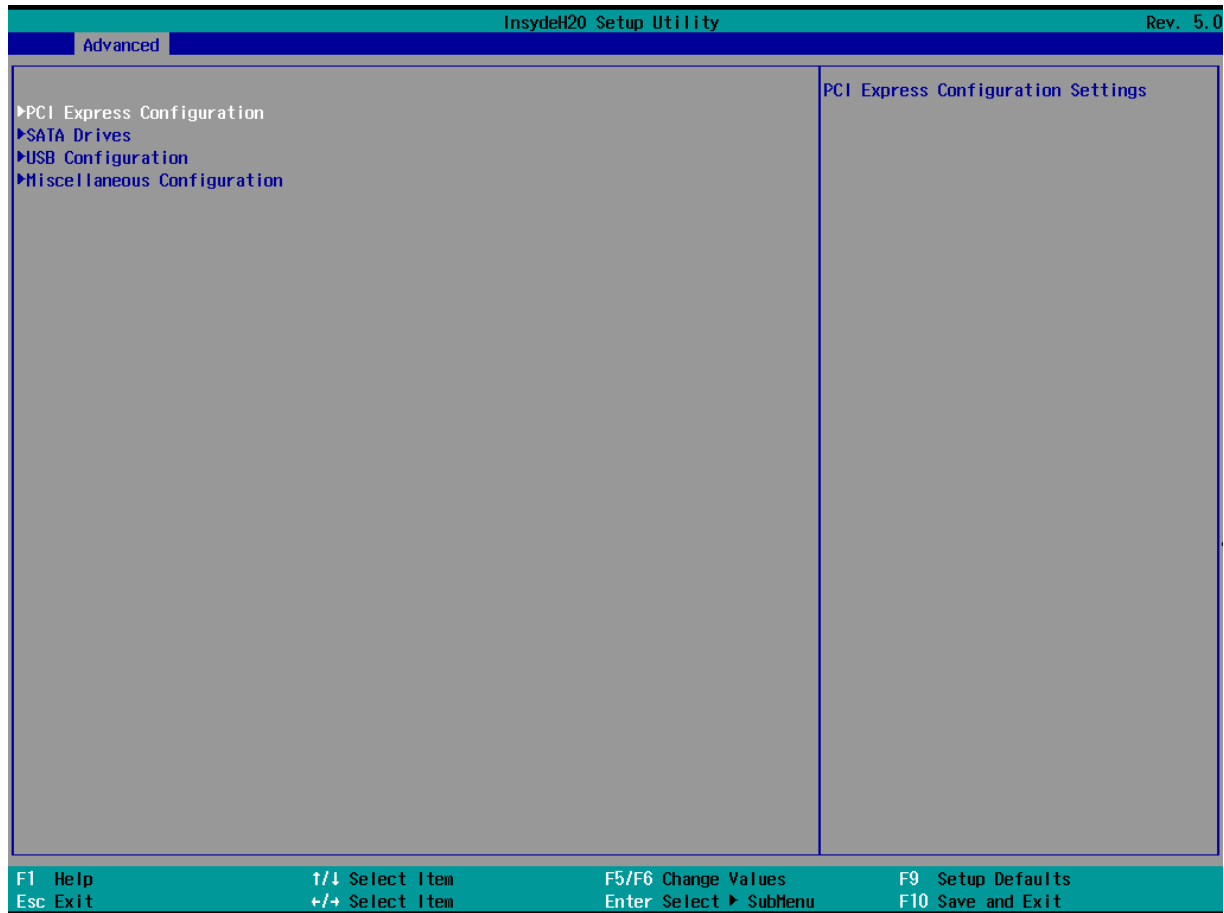 InsydeH20 Setup Utility Rev. 5.0
Advanced
PCI Express Configuration Settings
▶PCI Express Configuration
▶SATA Drives
▶USB Configuration
▶Miscellaneous Configuration
F1 Help ↑/↓ Select Item F5/F6 Change Values F9 Setup Defaults
Esc Exit ←/→ Select Item Enter Select ▶ SubMenu F10 Save and Exit